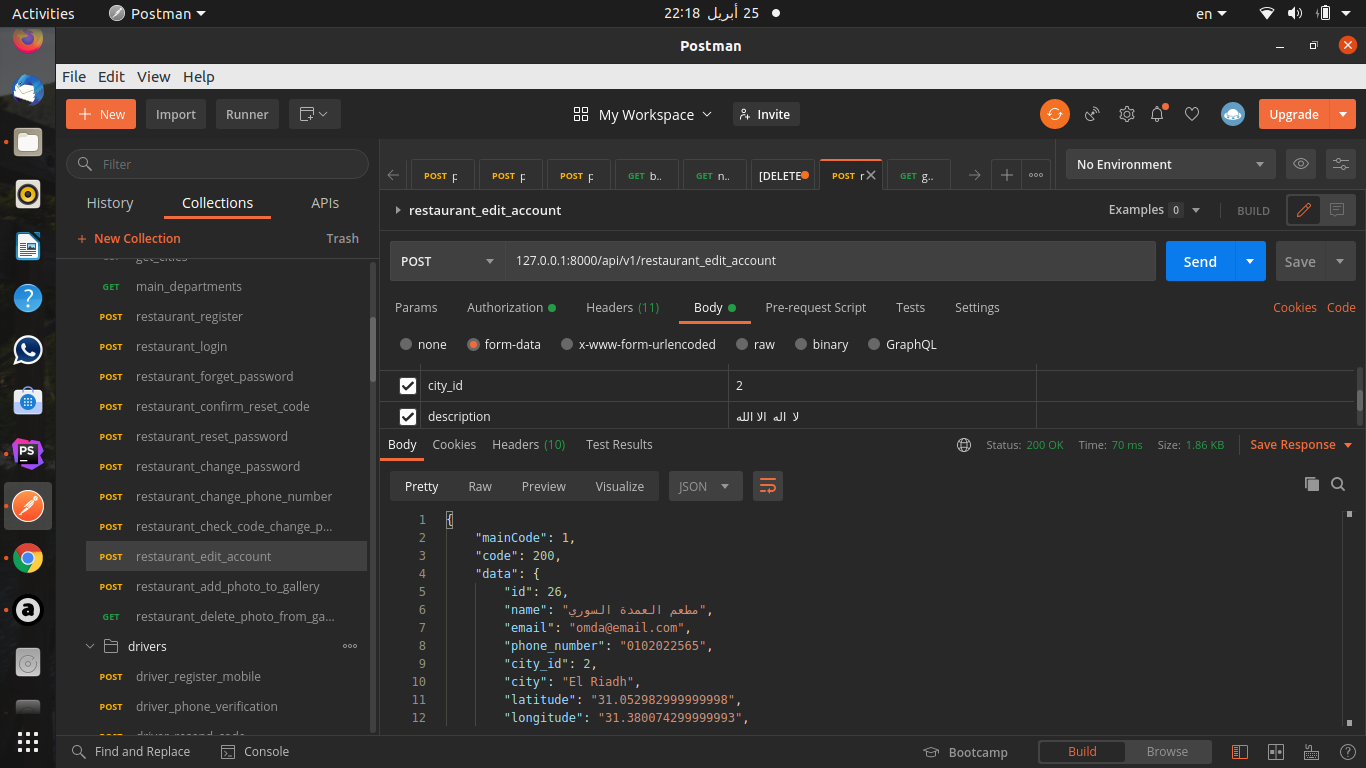 Activities Postman 25 أبريل 22:18 en
Postman
File Edit View Help
New Import Runner My Workspace Invite Upgrade
Filter
History Collections APIs
New Collection Trash
get_cities
GET main_departments
POST restaurant_register
POST restaurant_login
POST restaurant_forget_password
POST restaurant_confirm_reset_code
POST restaurant_reset_password
POST restaurant_change_password
POST restaurant_change_phone_number
POST restaurant_check_code_change_p...
POST restaurant_edit_account
POST restaurant_add_photo_to_gallery
GET restaurant_delete_photo_from_ga...
drivers
POST driver_register_mobile
POST driver_phone_verification
driver_resend_code
POST p POST p POST p GET b.. GET n.. [DELETE POST r GET g.. No Environment
restaurant_edit_account Examples 0 BUILD
POST 127.0.0.1:8000/api/v1/restaurant_edit_account Send Save
Params Authorization Headers (11) Body Pre-request Script Tests Settings Cookies Code
none form-data x-www-form-urlencoded raw binary GraphQL
city_id 2
description لا اله الا الله
Body Cookies Headers (10) Test Results Status: 200 OK Time: 70 ms Size: 1.86 KB Save Response
Pretty Raw Preview Visualize JSON
1 {
2 "mainCode": 1,
3 "code": 200,
4 "data": {
5 "id": 26,
6 "name": "مطعم العمدة السوري",
7 "email": "omda@email.com",
8 "phone_number": "0102022565",
9 "city_id": 2,
10 "city": "El Riadh",
11 "latitude": "31.052982999999998",
12 "longitude": "31.380074299999993",
Find and Replace Console Bootcamp Build Browse